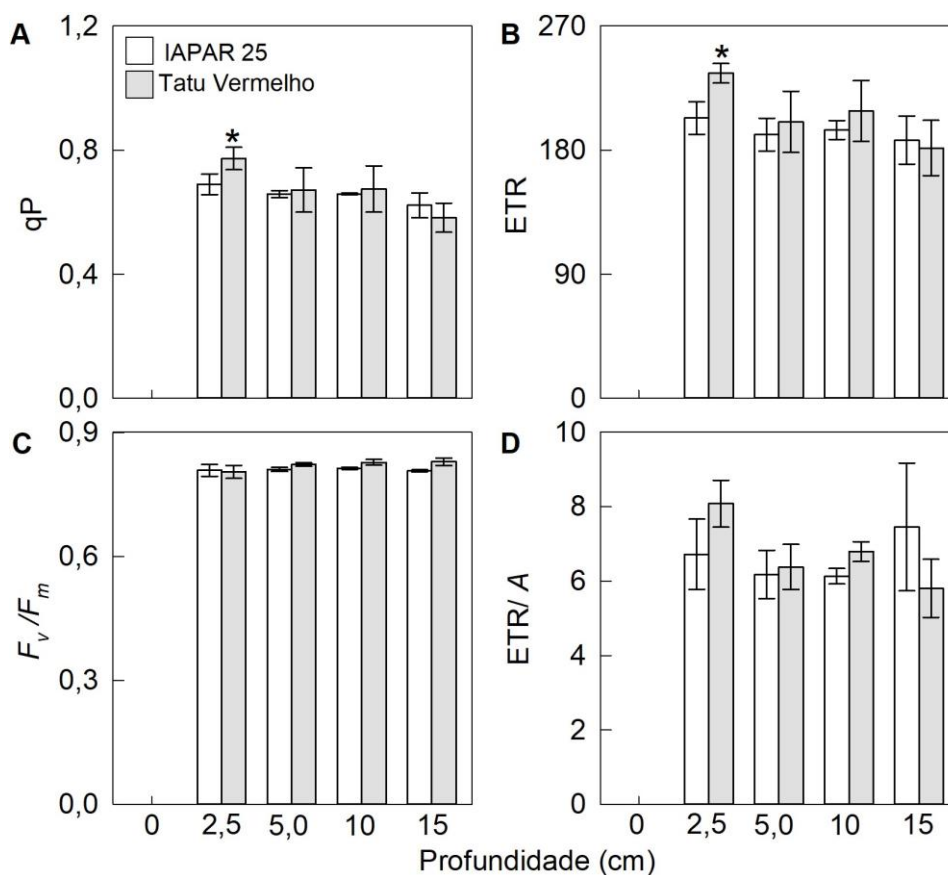 A
1,2
IAPAR 25
Tatu Vermelho
*
0,8
0,4
0,0
qP
B
270
*
180
90
0
ETR
C
0,9
0,6
0,3
0,0
Fv /Fm
0 2,5 5,0 10 15
D
10
8
6
4
2
0
ETR/ A
0 2,5 5,0 10 15
Profundidade (cm)